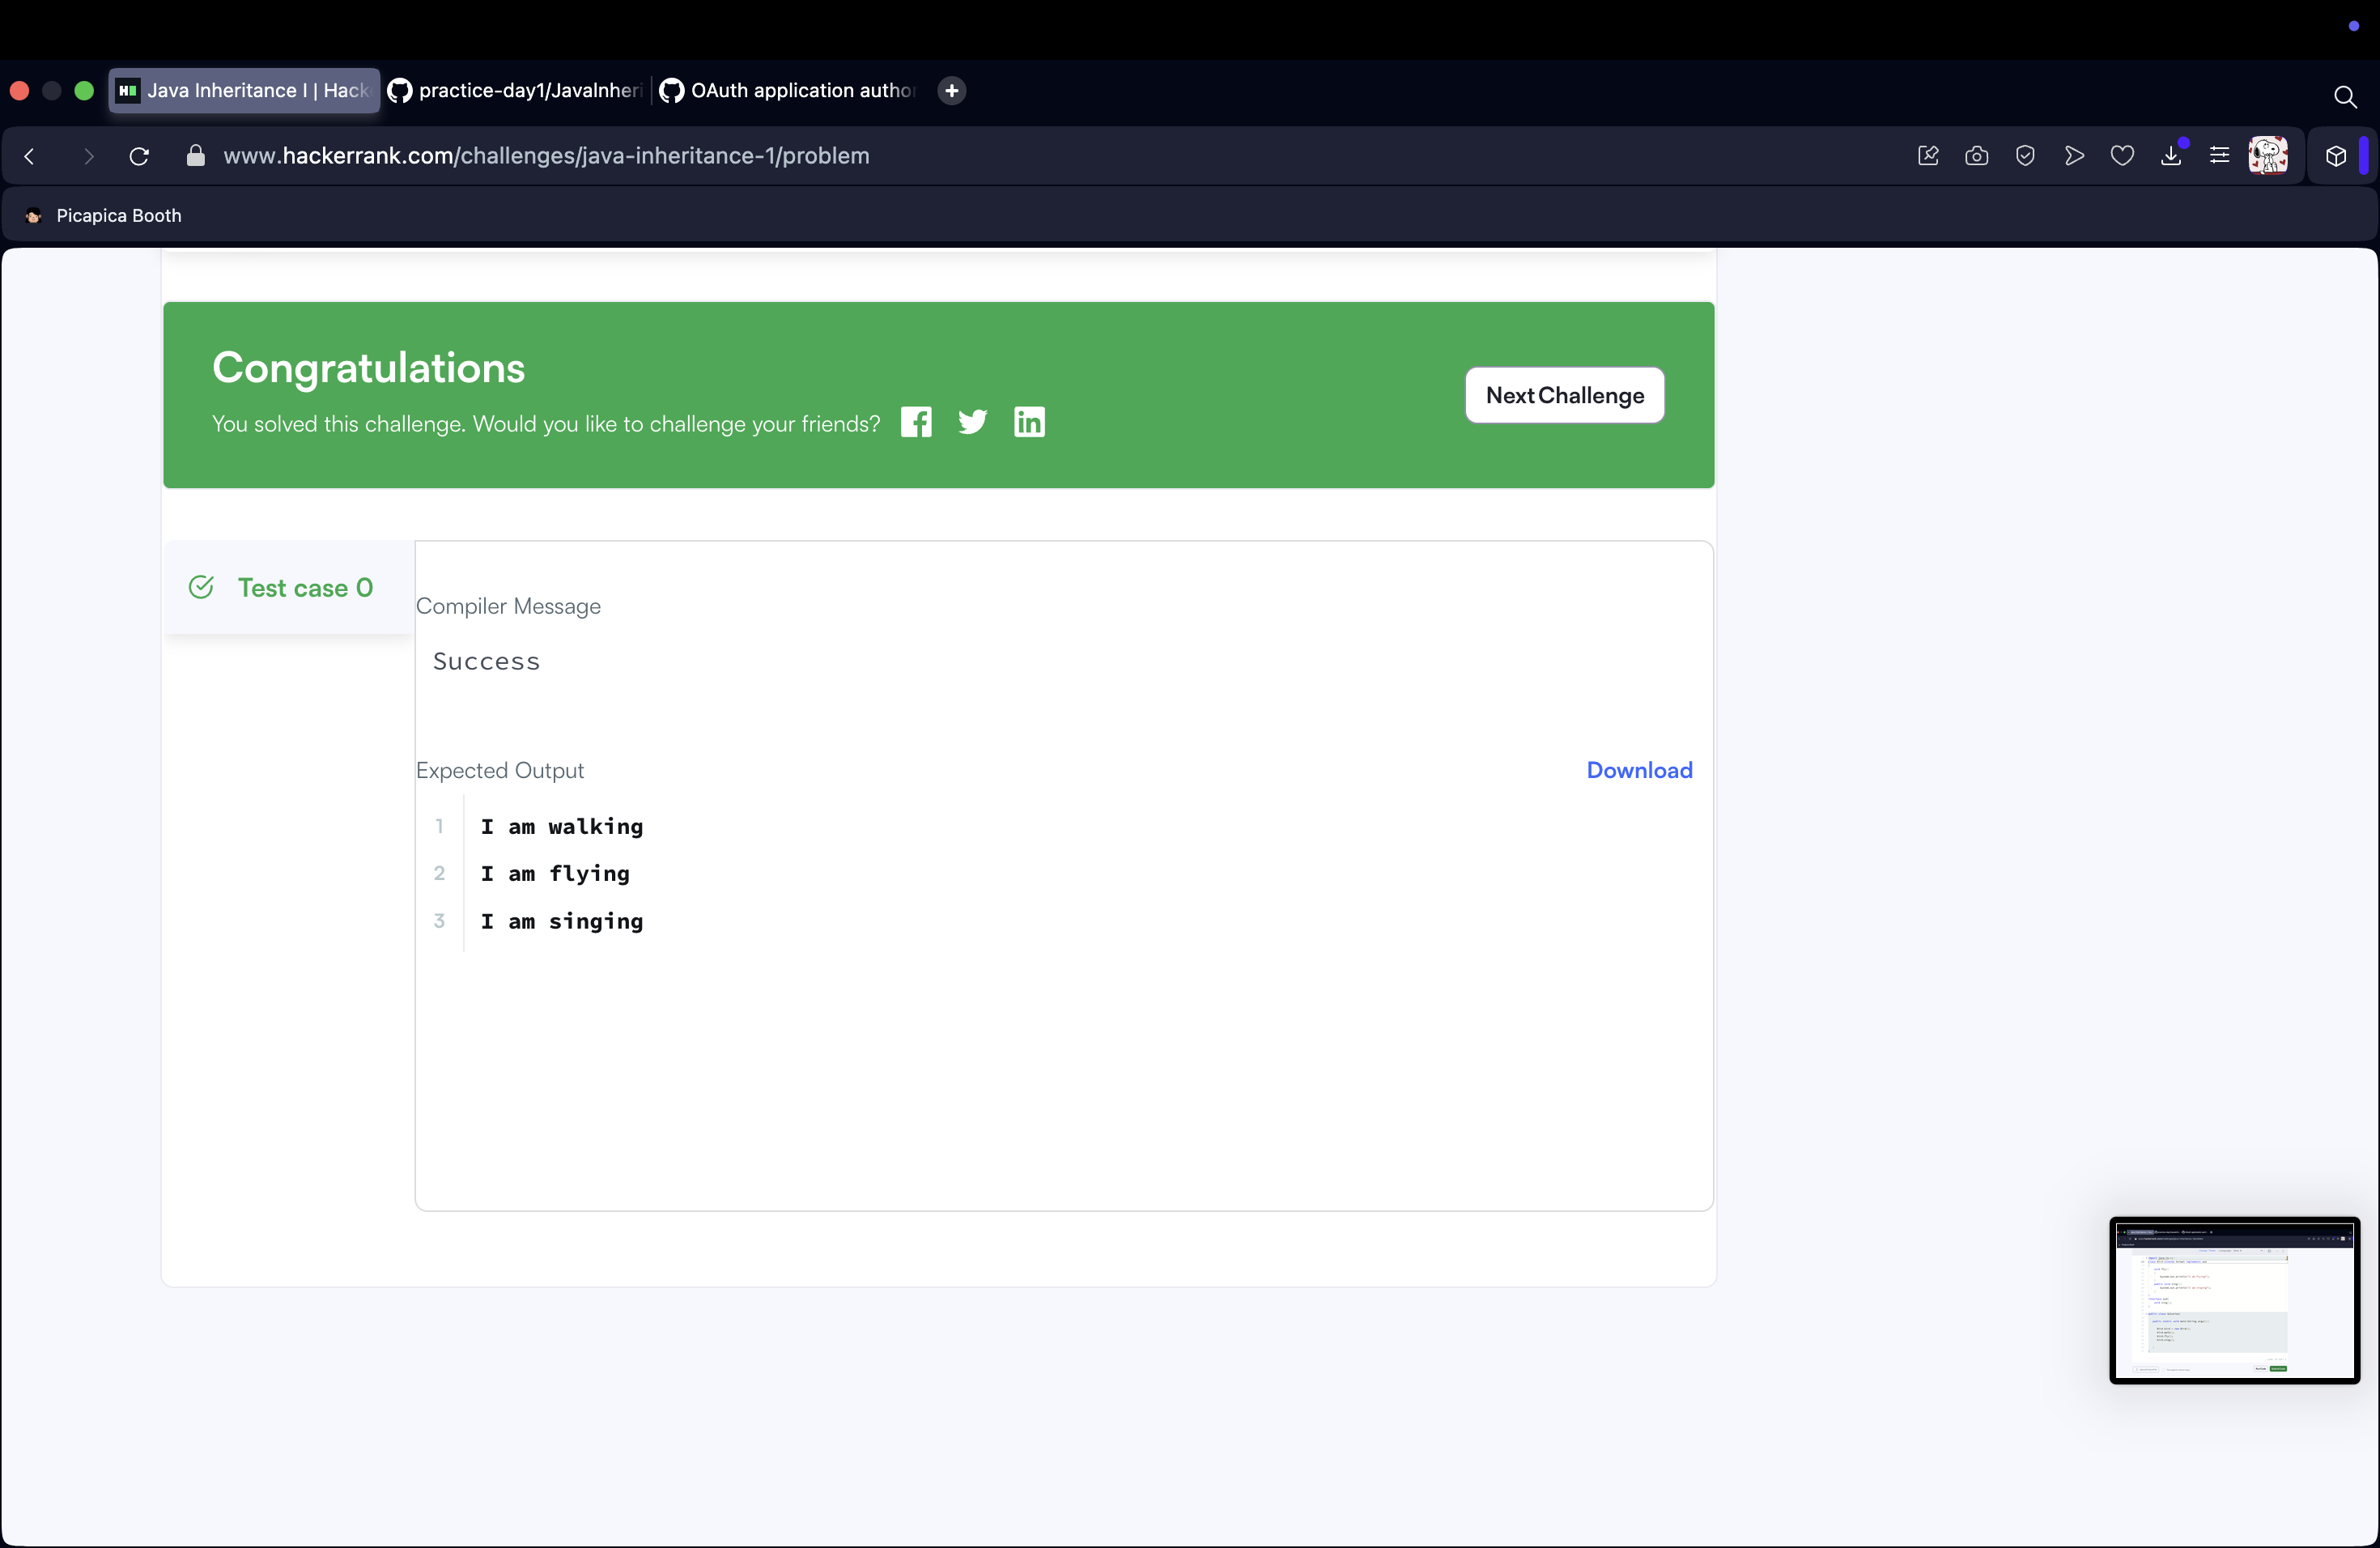 Java Inheritance I | Hack
practice-day1/JavaInheri
OAuth application autho
www.hackerrank.com/challenges/java-inheritance-1/problem
Picapica Booth
Congratulations
You solved this challenge. Would you like to challenge your friends?
Next Challenge
Test case 0
Compiler Message
Success
Expected Output
Download
1 I am walking
2 I am flying
3 I am singing